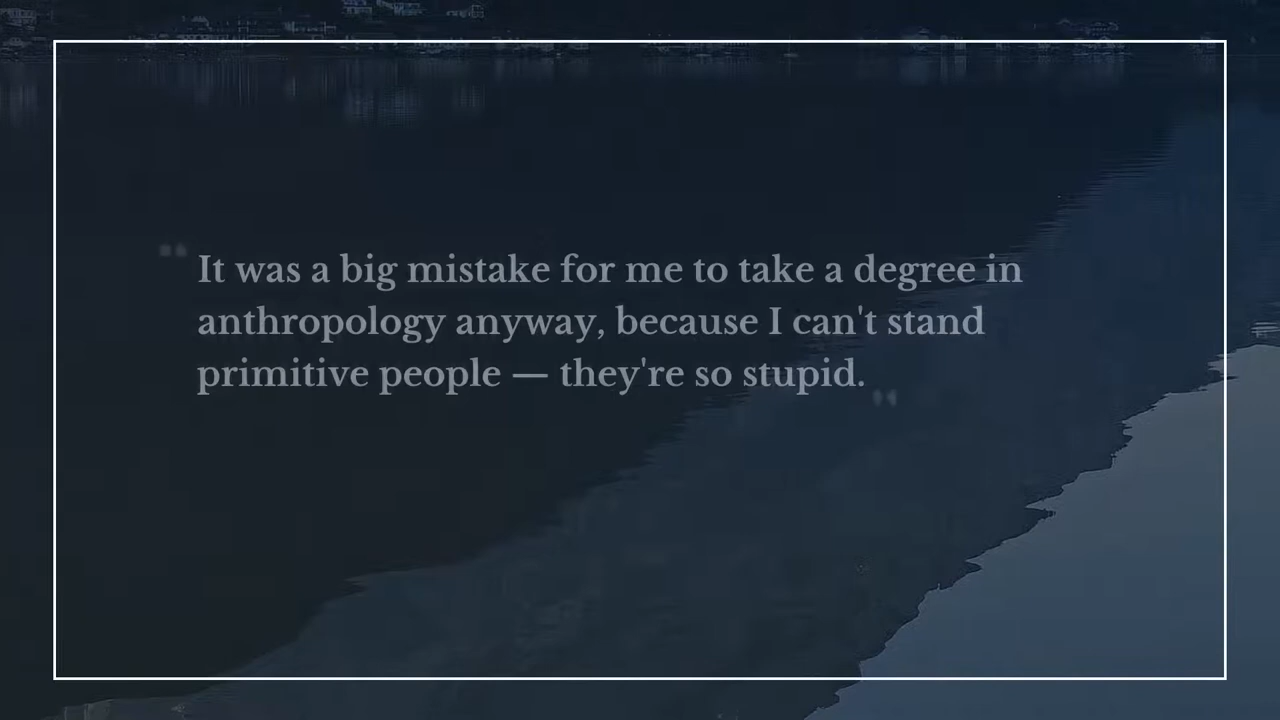 "It was a big mistake for me to take a degree in
anthropology anyway, because I can't stand
primitive people — they're so stupid."